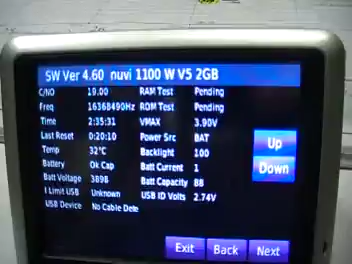 SW Ver 4.60 nuvi 1100 W V5 2GB
C/NO 19.00 RAM Test Pending
Freq 16368490Hz ROM Test Pending
Time 2:35:31 VMAX 3.90V
Last Reset 0:20:10 Power Src BAT
Temp 32°C Backlight 100
Battery Ok Cap Batt Current 1
Batt Voltage 3898 Batt Capacity 88
I Limit USB Unknown USB ID Volts 2.74V
USB Device No Cable Dete
Up
Down
Exit Back Next